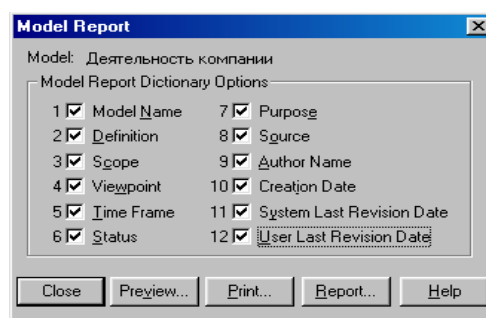 Model Report
Model: Деятельность компании
Model Report Dictionary Options
1 Model Name 7 Purpose
2 Definition 8 Source
3 Scope 9 Author Name
4 Viewpoint 10 Creation Date
5 Time Frame 11 System Last Revision Date
6 Status 12 User Last Revision Date
Close Preview... Print... Report... Help